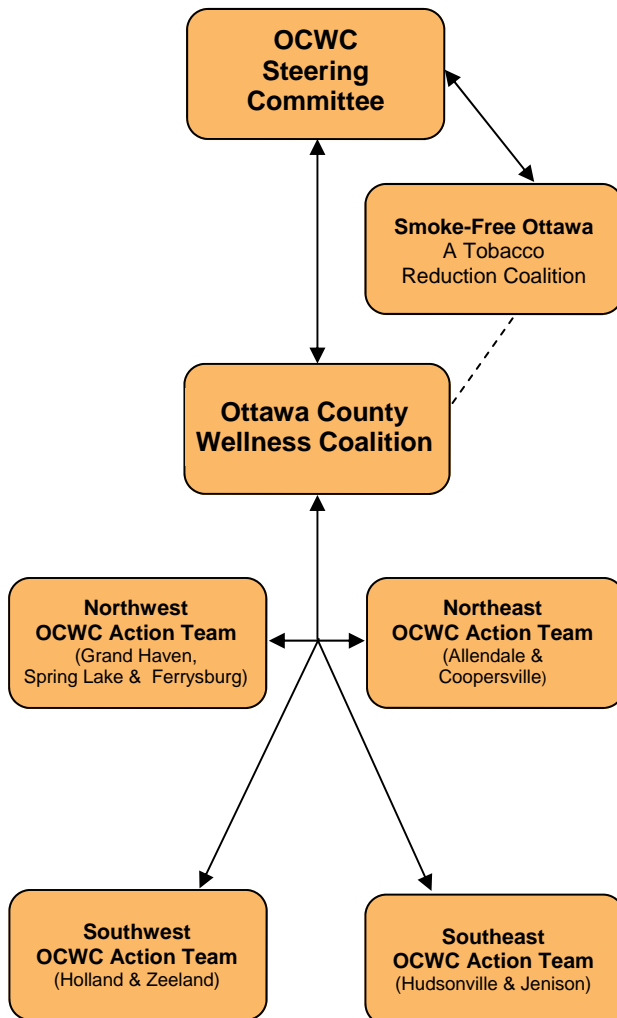 OCWC
Steering
Committee
Smoke-Free Ottawa
A Tobacco
Reduction Coalition
Ottawa County
Wellness Coalition
Northwest
OCWC Action Team
(Grand Haven,
Spring Lake & Ferrysburg)
Northeast
OCWC Action Team
(Allendale &
Coopersville)
Southwest
OCWC Action Team
(Holland & Zeeland)
Southeast
OCWC Action Team
(Hudsonville & Jenison)